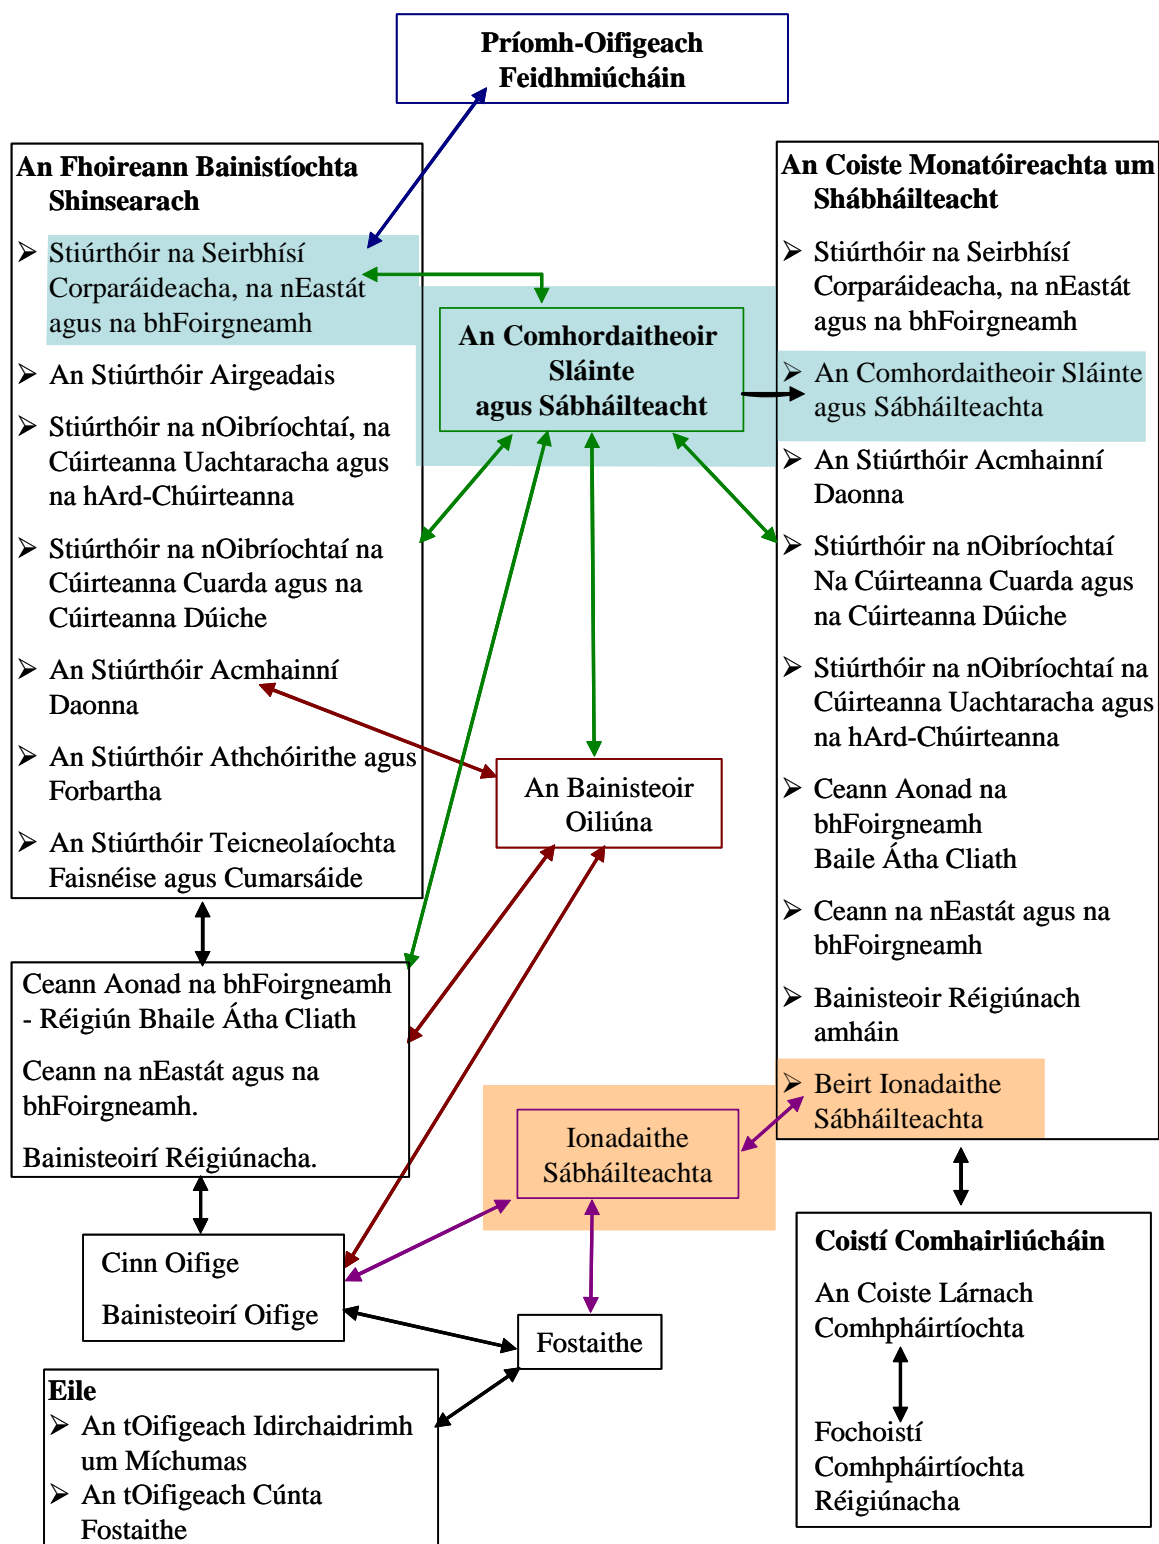 Príomh-Oifigeach
Feidhmiúcháin
An Fhoireann Bainistíochta
Shinsearach
➢ Stiúrthóir na Seirbhísí
Corparáideacha, na nEastát
agus na bhFoirgneamh
➢ An Stiúrthóir Airgeadais
➢ Stiúrthóir na nOibríochtaí, na
Cúirteanna Uachtaracha agus
na hArd-Chúirteanna
➢ Stiúrthóir na nOibríochtaí na
Cúirteanna Cuarda agus na
Cúirteanna Dúiche
➢ An Stiúrthóir Acmhainní
Daonna
➢ An Stiúrthóir Athchóirithe agus
Forbartha
➢ An Stiúrthóir Teicneolaíochta
Faisnéise agus Cumarsáide
An Comhordaitheoir
Sláinte
agus Sábháilteacht
An Coiste Monatóireachta um
Shábháilteacht
➢ Stiúrthóir na Seirbhísí
Corparáideacha, na nEastát
agus na bhFoirgneamh
➢ An Comhordaitheoir Sláinte
agus Sábháilteachta
➢ An Stiúrthóir Acmhainní
Daonna
➢ Stiúrthóir na nOibríochtaí
Na Cúirteanna Cuarda agus
na Cúirteanna Dúiche
➢ Stiúrthóir na nOibríochtaí na
Cúirteanna Uachtaracha agus
na hArd-Chúirteanna
➢ Ceann Aonad na
bhFoirgneamh
Baile Átha Cliath
➢ Ceann na nEastát agus na
bhFoirgneamh
➢ Bainisteoir Réigiúnach
amháin
➢ Beirt Ionadaithe
Sábháilteachta
An Bainisteoir
Oiliúna
Ceann Aonad na bhFoirgneamh
- Réigiún Bhaile Átha Cliath
Ceann na nEastát agus na
bhFoirgneamh.
Bainisteoirí Réigiúnacha.
Ionadaithe
Sábháilteachta
Cinn Oifige
Bainisteoirí Oifige
Fostaithe
Coistí Comhairliúcháin
An Coiste Lárnach
Comhpháirtíochta
Fochoistí
Comhpháirtíochta
Réigiúnacha
Eile
➢ An tOifigeach Idirchaidrimh
um Míchumas
➢ An tOifigeach Cúnta
Fostaithe